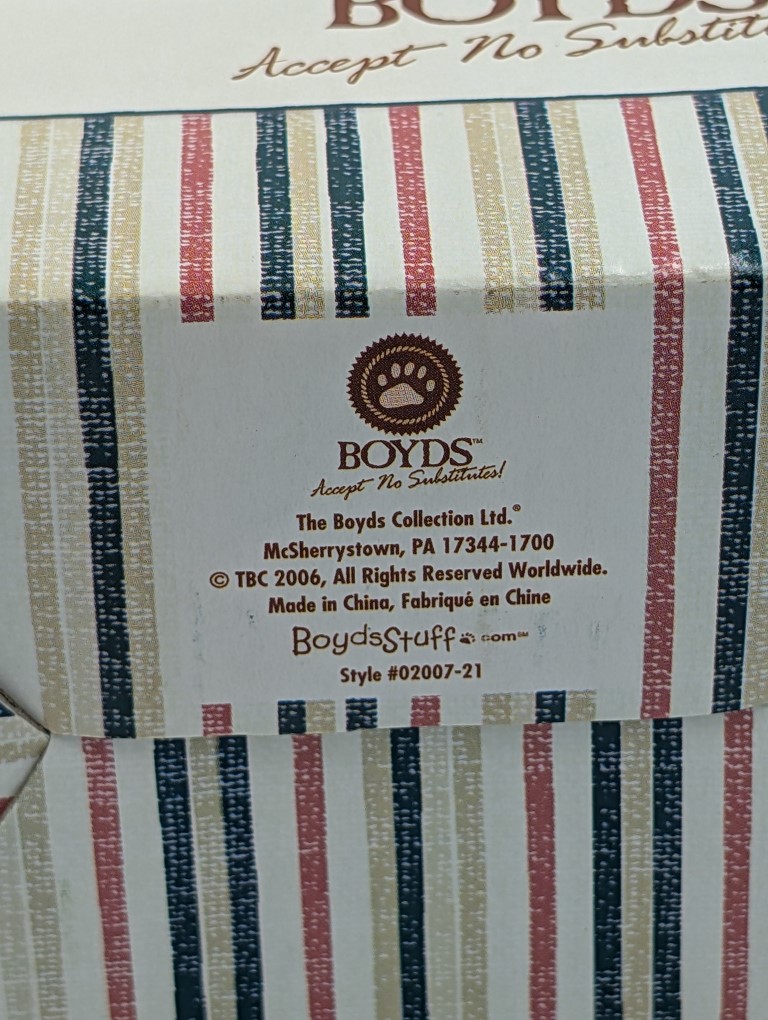 BOYDS
Accept No
BOYDS™
Accept No Substitutes!
The Boyds Collection Ltd.®
McSherrystown, PA 17344-1700
© TBC 2006, All Rights Reserved Worldwide.
Made in China, Fabriqué en Chine
BoydsStuff.com℠
Style #02007-21